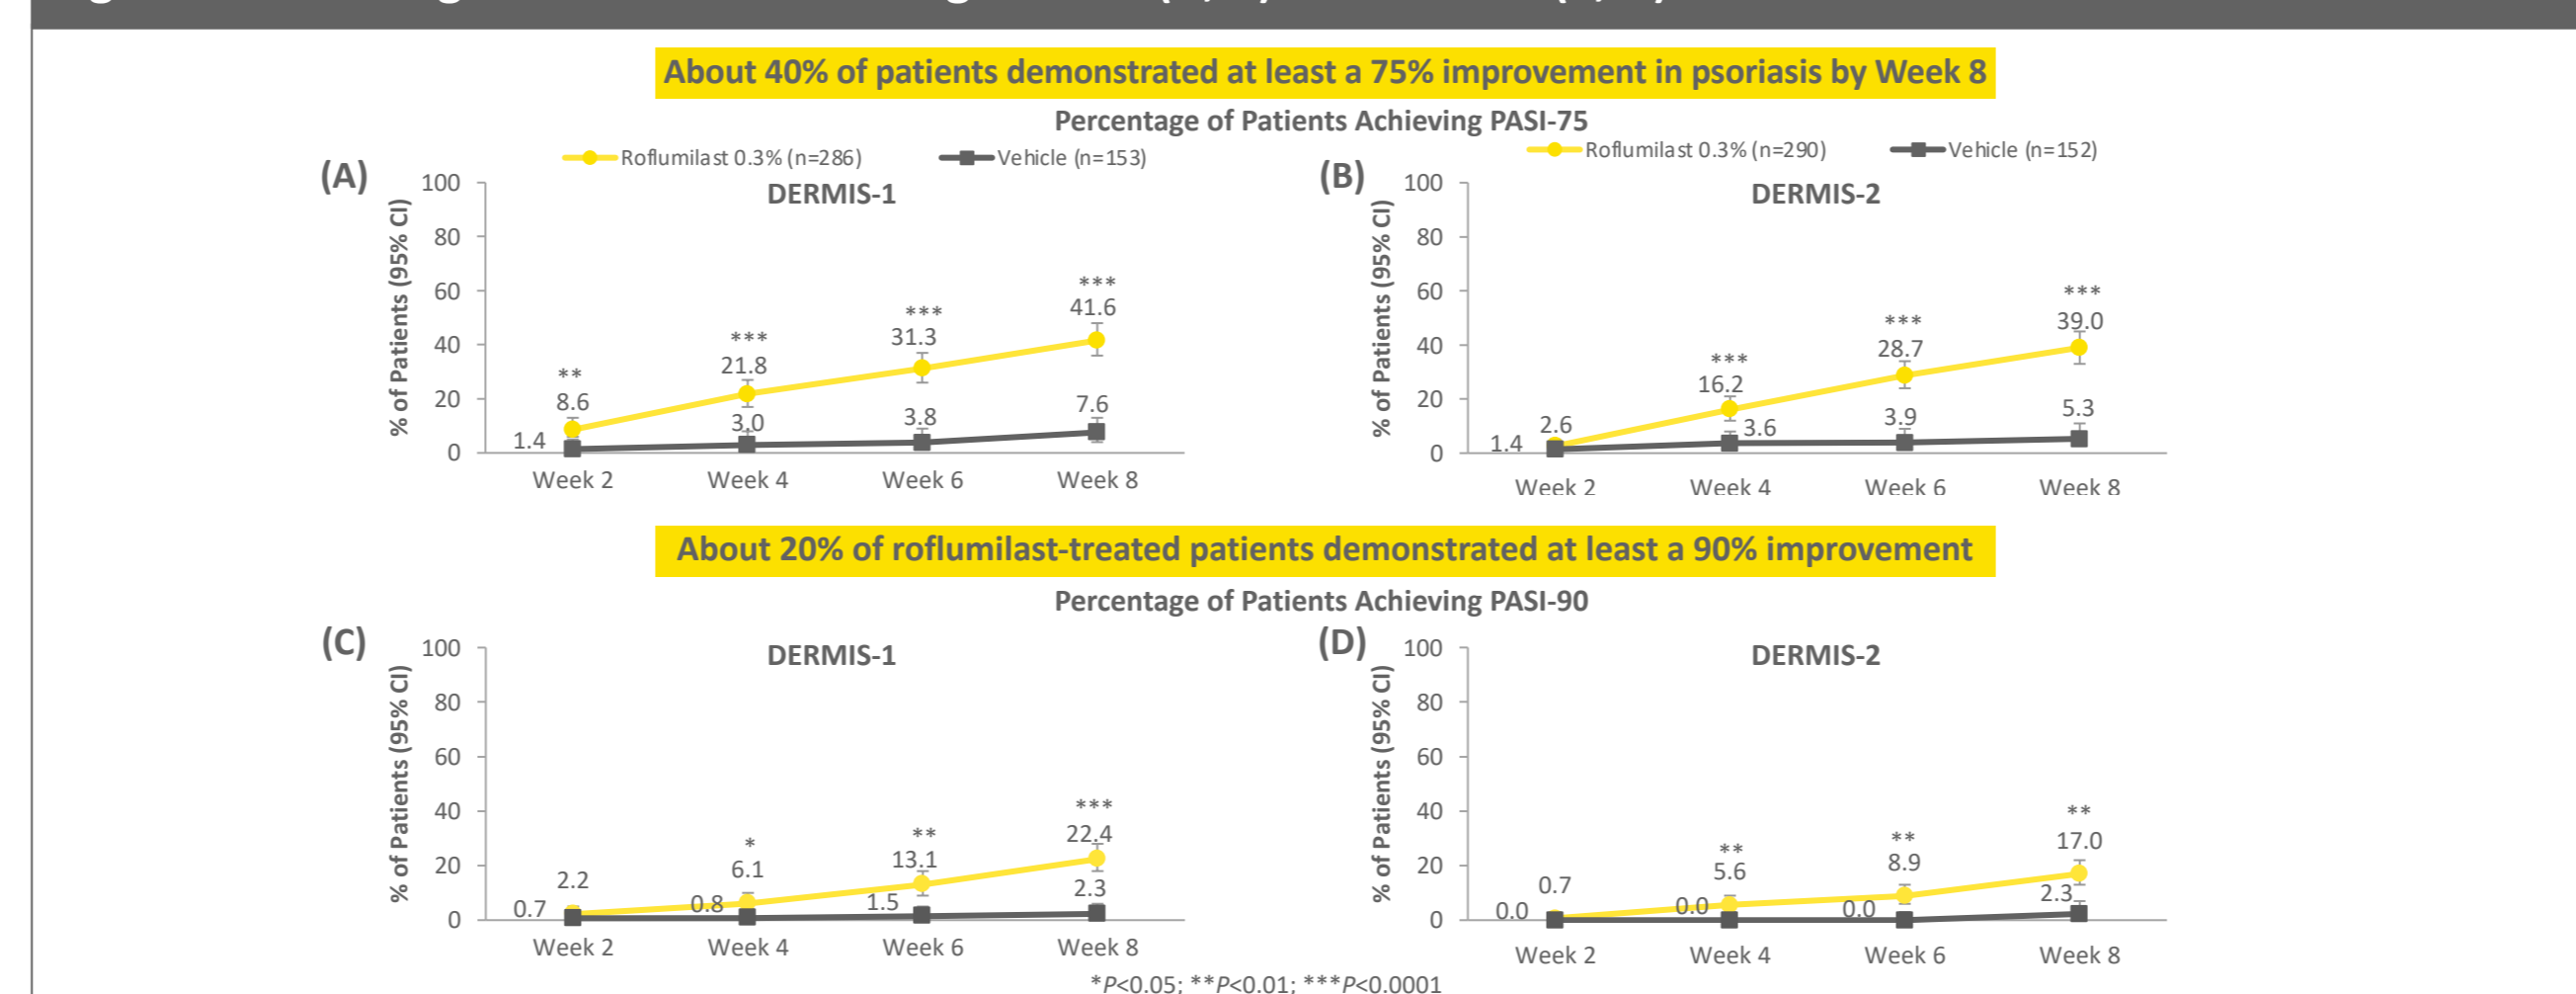 About 40% of patients demonstrated at least a 75% improvement in psoriasis by Week 8
Percentage of Patients Achieving PASI-75
Roflumilast 0.3% (n=286) Vehicle (n=153)
(A)
DERMIS-1
% of Patients (95% CI)
100
80
60
40
20
0
** *** *** ***
8.6 21.8 31.3 41.6
1.4 3.0 3.8 7.6
Week 2 Week 4 Week 6 Week 8
Roflumilast 0.3% (n=290) Vehicle (n=152)
(B)
DERMIS-2
% of Patients (95% CI)
100
80
60
40
20
0
*** *** ***
2.6 16.2 28.7 39.0
1.4 3.6 3.9 5.3
Week 2 Week 4 Week 6 Week 8
About 20% of roflumilast-treated patients demonstrated at least a 90% improvement
Percentage of Patients Achieving PASI-90
(C)
DERMIS-1
% of Patients (95% CI)
100
80
60
40
20
0
* ** ***
2.2 6.1 13.1 22.4
0.7 0.8 1.5 2.3
Week 2 Week 4 Week 6 Week 8
(D)
DERMIS-2
% of Patients (95% CI)
100
80
60
40
20
0
** ** **
0.7 5.6 8.9 17.0
0.0 0.0 0.0 2.3
Week 2 Week 4 Week 6 Week 8
*P<0.05; **P<0.01; ***P<0.0001